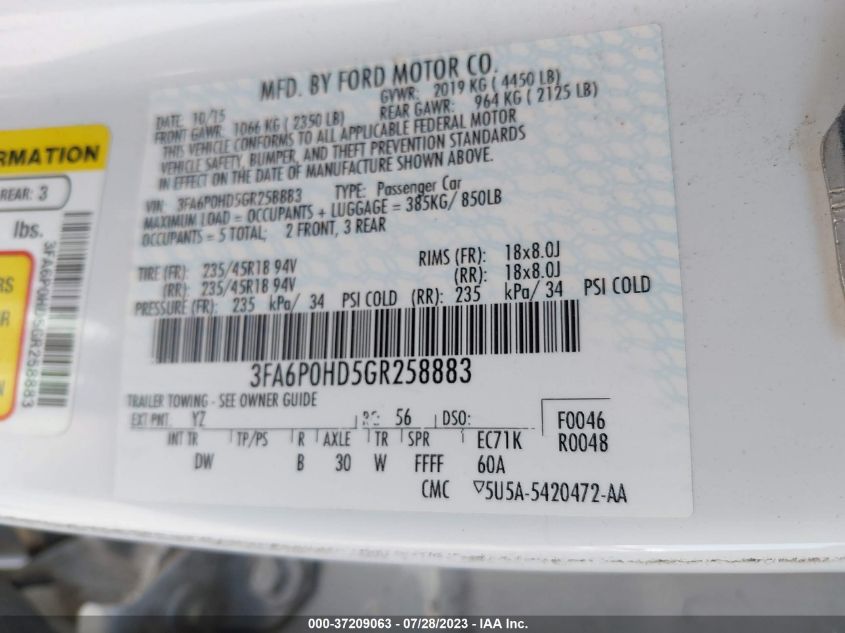 MFD. BY FORD MOTOR CO.
DATE: 10/15 GVWR: 2019 KG ( 4450 LB)
FRONT GAWR: 1066 KG ( 2350 LB) REAR GAWR: 964 KG ( 2125 LB)
THIS VEHICLE CONFORMS TO ALL APPLICABLE FEDERAL MOTOR
VEHICLE SAFETY, BUMPER, AND THEFT PREVENTION STANDARDS
IN EFFECT ON THE DATE OF MANUFACTURE SHOWN ABOVE.
VIN: 3FA6P0HD5GR258883 TYPE: Passenger Car
MAXIMUM LOAD = OCCUPANTS + LUGGAGE = 385KG/ 850LB
OCCUPANTS = 5 TOTAL; 2 FRONT, 3 REAR
TIRE (FR): 235/45R18 94V RIMS (FR): 18x8.0J
(RR): 235/45R18 94V (RR): 18x8.0J
PRESSURE (FR): 235 kPa/ 34 PSI COLD (RR): 235 kPa/ 34 PSI COLD
3FA6P0HD5GR258883
TRAILER TOWING - SEE OWNER GUIDE
EXT PNT: YZ RC: 56 DSO: F0046
INT TR TP/PS R AXLE TR SPR EC71K R0048
DW B 30 W FFFF 60A
CMC ▽5U5A-5420472-AA
RMATION
REAR: 3
lbs.
3FA6P0HD5GR258883
000-37209063 - 07/28/2023 - IAA Inc.